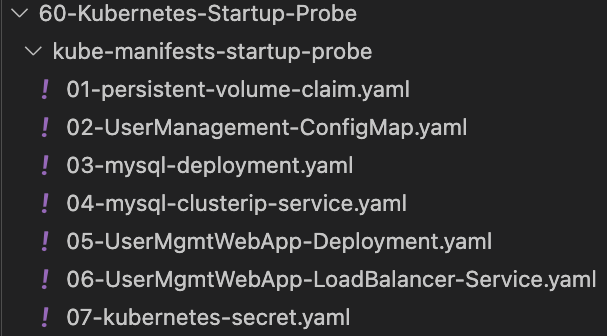 60-Kubernetes-Startup-Probe
kube-manifests-startup-probe
! 01-persistent-volume-claim.yaml
! 02-UserManagement-ConfigMap.yaml
! 03-mysql-deployment.yaml
! 04-mysql-clusterip-service.yaml
! 05-UserMgmtWebApp-Deployment.yaml
! 06-UserMgmtWebApp-LoadBalancer-Service.yaml
! 07-kubernetes-secret.yaml